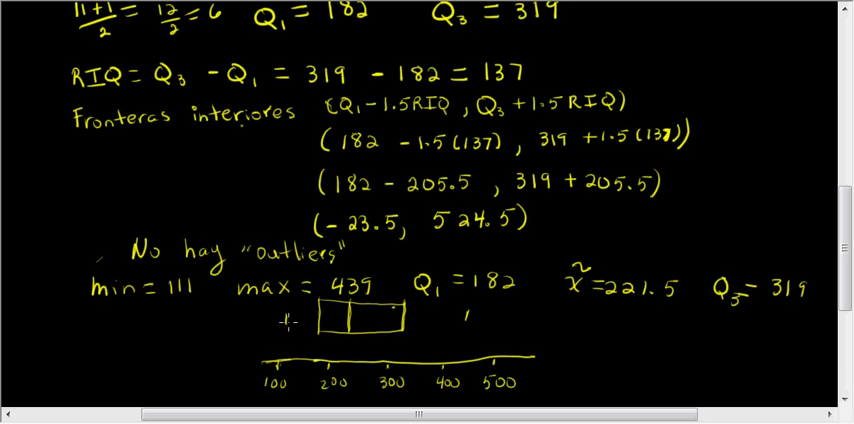 11+1/2 = 12/2 = 6 Q₁ = 182 Q₃ = 319
RIQ = Q₃ - Q₁ = 319 - 182 = 137
Fronteras interiores (Q₁ - 1.5RIQ, Q₃ + 1.5RIQ)
(182 - 1.5(137), 319 + 1.5(137))
(182 - 205.5, 319 + 205.5)
(-23.5, 524.5)
No hay "outliers"
min = 111 max = 439 Q₁ = 182 x̃ = 221.5 Q₃ = 319
100 200 300 400 500